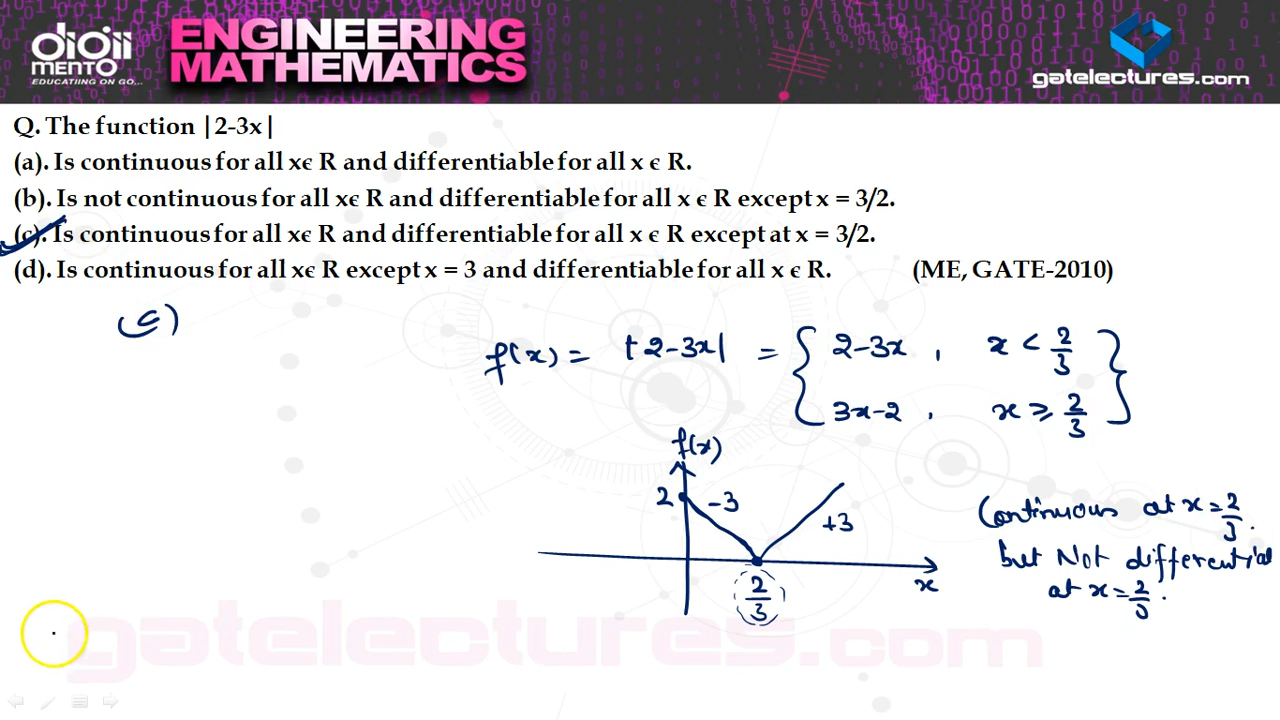 digii
mento
EDUCATIING ON GO...
ENGINEERING
MATHEMATICS
gatelectures.com
Q. The function |2-3x|
(a). Is continuous for all xϵ R and differentiable for all x ϵ R.
(b). Is not continuous for all xϵ R and differentiable for all x ϵ R except x = 3/2.
(c). Is continuous for all xϵ R and differentiable for all x ϵ R except at x = 3/2.
(d). Is continuous for all xϵ R except x = 3 and differentiable for all x ϵ R. (ME, GATE-2010)
(c)
f(x) = |2-3x| = { 2-3x , x < 2/3
3x-2 , x ≥ 2/3 }
f(x)
2 -3 +3
2/3 x
Continuous at x = 2/3.
but Not differential
at x = 2/3.
gatelectures.com